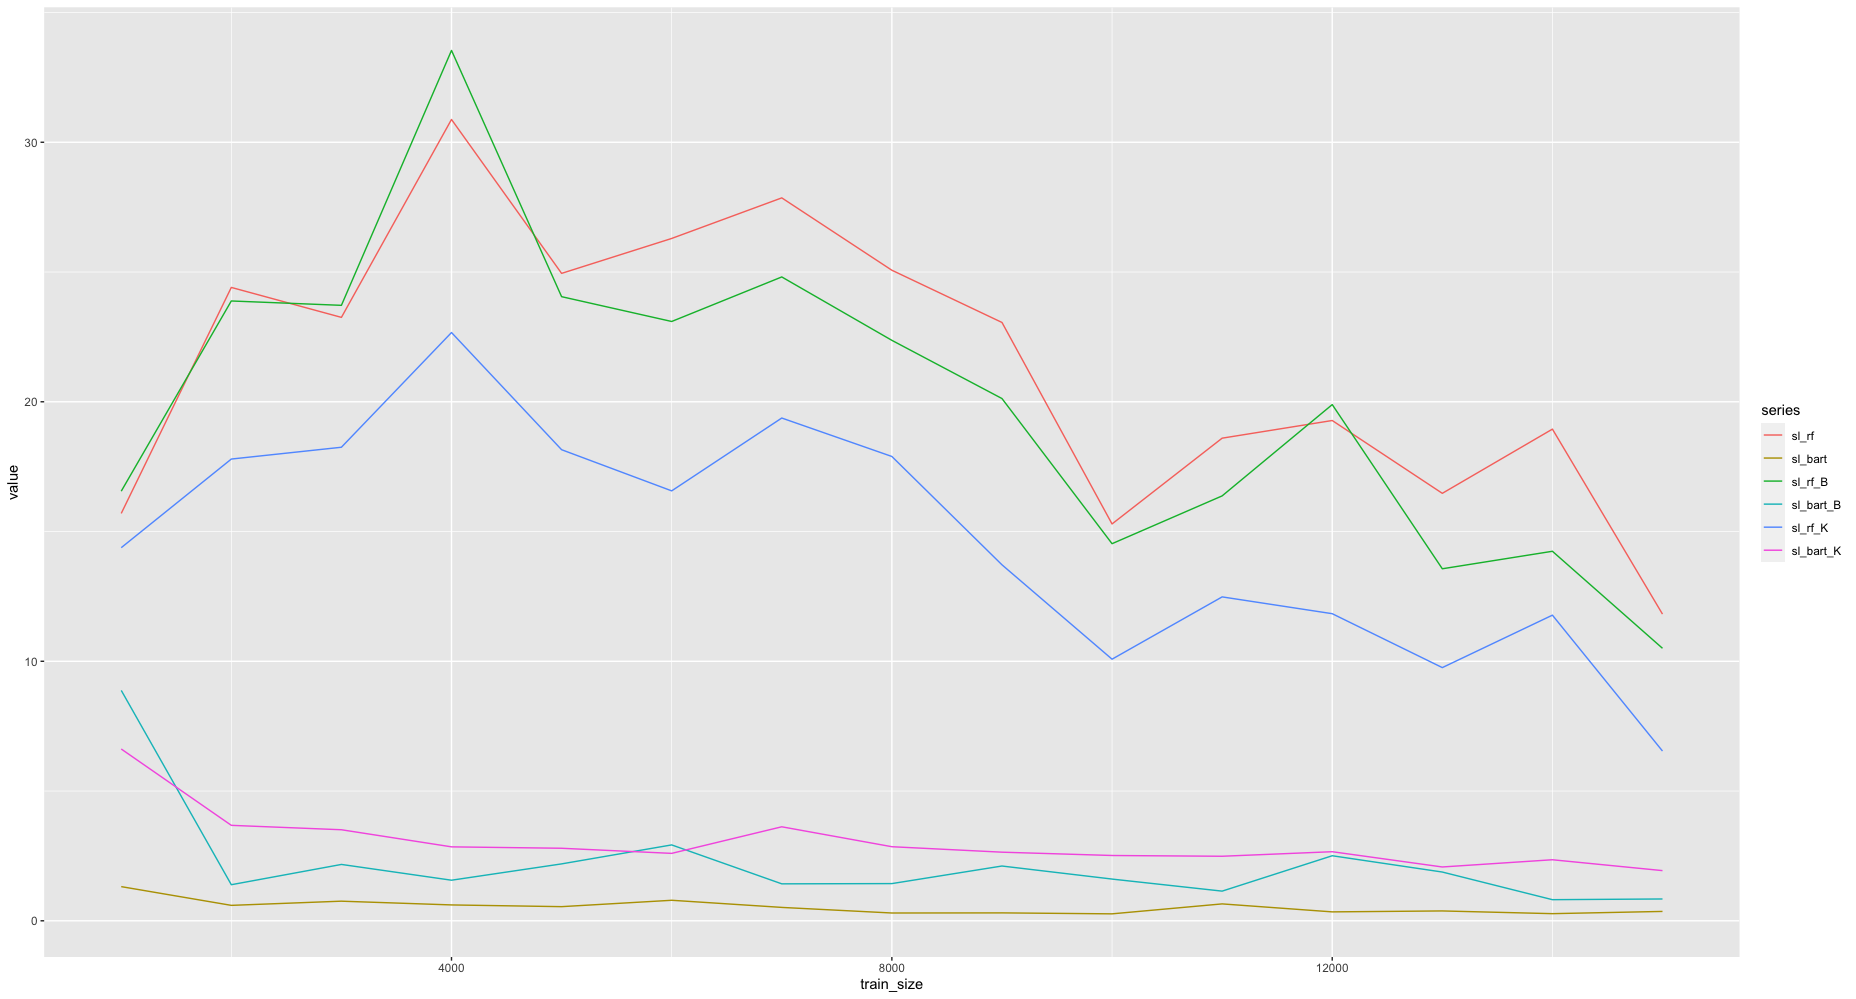 30
20
10
0
value
4000
8000
12000
train_size
series
sl_rf
sl_bart
sl_rf_B
sl_bart_B
sl_rf_K
sl_bart_K